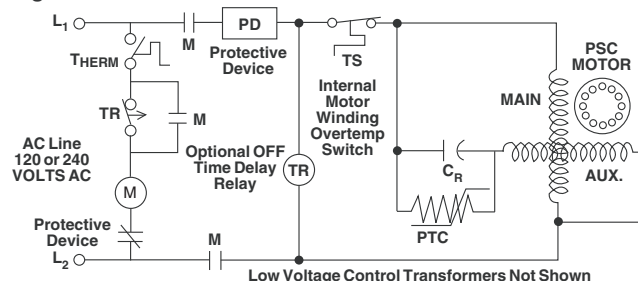 L1
M
PD
Protective
Device
TS
Internal
Motor
Winding
Overtemp
Switch
THERM
TR
M
AC Line
120 or 240
VOLTS AC
M
Protective
Device
L2
M
Optional OFF
Time Delay
Relay
TR
CR
PTC
MAIN
PSC
MOTOR
AUX.
Low Voltage Control Transformers Not Shown